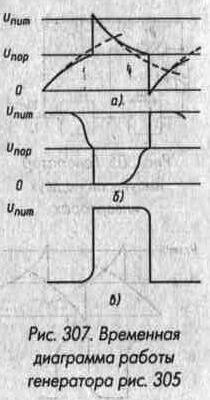 Uпит
Uпор
0
а)
Uпит
Uпор
0
б)
Uпит
в)
Рис. 307. Временная
диаграмма работы
генератора рис. 305